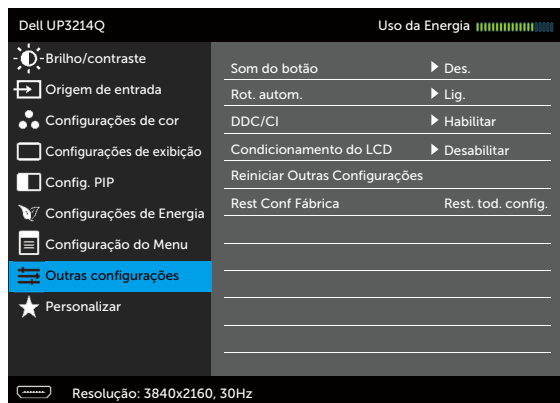 Dell UP3214Q Uso da Energia
Brilho/contraste
Origem de entrada
Configurações de cor
Configurações de exibição
Config. PIP
Configurações de Energia
Configuração do Menu
Outras configurações
Personalizar
Som do botão Des.
Rot. autom. Lig.
DDC/CI Habilitar
Condicionamento do LCD Desabilitar
Reiniciar Outras Configurações
Rest Conf Fábrica Rest. tod. config.
Resolução: 3840x2160, 30Hz